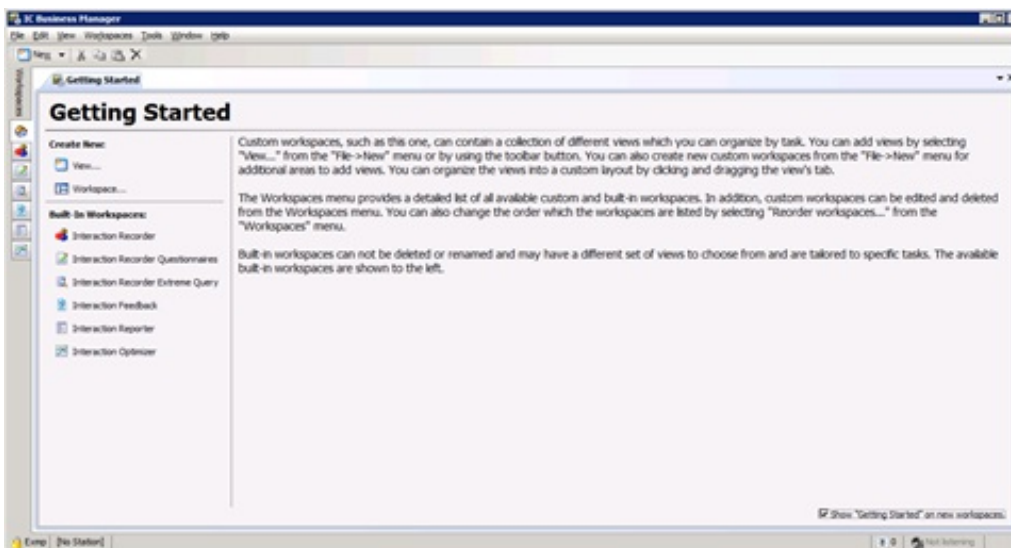 IC Business Manager
File Edit View Workspaces Tools Window Help
New
Workspaces
Getting Started
Getting Started
Create New:
View...
Workspace...
Built-In Workspaces:
Interaction Recorder
Interaction Recorder Questionnaires
Interaction Recorder Extreme Query
Interaction Feedback
Interaction Reporter
Interaction Optimizer
Custom workspaces, such as this one, can contain a collection of different views which you can organize by task. You can add views by selecting
"View..." from the "File->New" menu or by using the toolbar button. You can also create new custom workspaces from the "File->New" menu for
additional areas to add views. You can organize the views into a custom layout by clicking and dragging the view's tab.
The Workspaces menu provides a detailed list of all available custom and built-in workspaces. In addition, custom workspaces can be edited and deleted
from the Workspaces menu. You can also change the order which the workspaces are listed by selecting "Reorder workspaces..." from the
"Workspaces" menu.
Built-in workspaces can not be deleted or renamed and may have a different set of views to choose from and are tailored to specific tasks. The available
built-in workspaces are shown to the left.
Show "Getting Started" on new workspaces.
[No Station]
0
Not listening